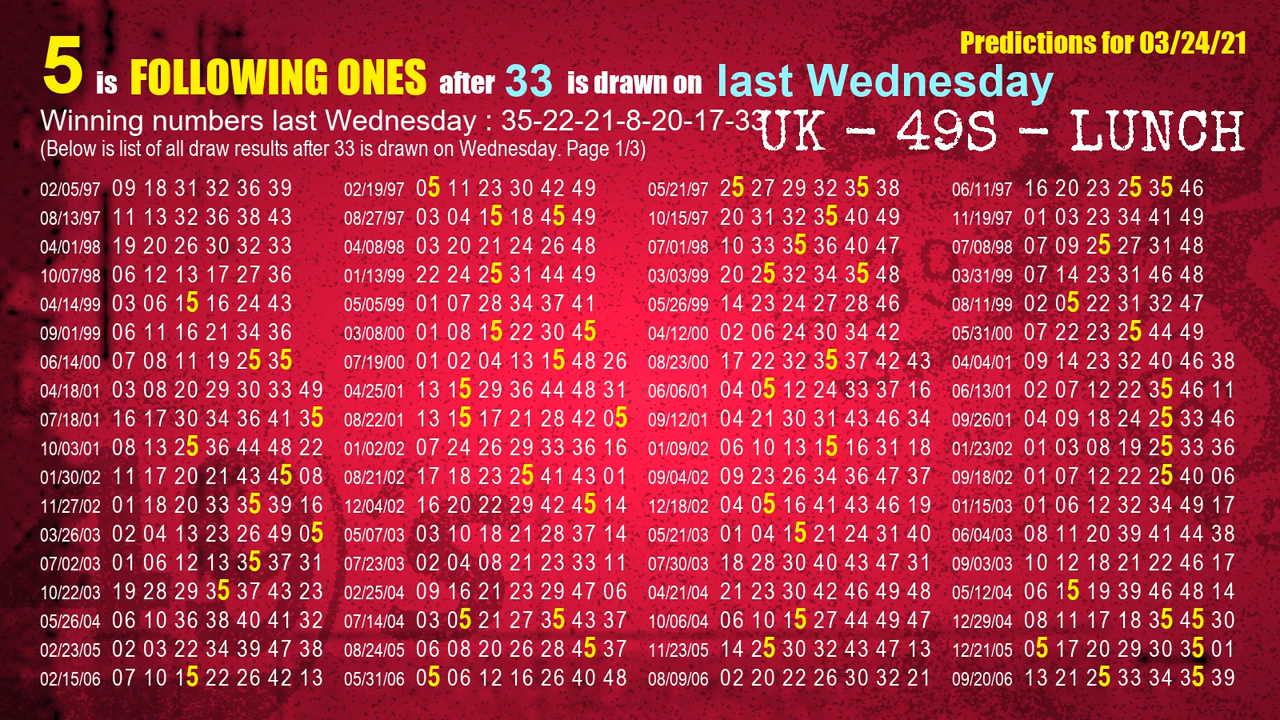 Predictions for 03/24/21
5 is FOLLOWING ONES after 33 is drawn on last Wednesday
Winning numbers last Wednesday : 35-22-21-8-20-17-33
UK - 49S - LUNCH
(Below is list of all draw results after 33 is drawn on Wednesday. Page 1/3)
02/05/97 09 18 31 32 36 39 02/19/97 05 11 23 30 42 49 05/21/97 25 27 29 32 35 38 06/11/97 16 20 23 25 35 46
08/13/97 11 13 32 36 38 43 08/27/97 03 04 15 18 45 49 10/15/97 20 31 32 35 40 49 11/19/97 01 03 23 34 41 49
04/01/98 19 20 26 30 32 33 04/08/98 03 20 21 24 26 48 07/01/98 10 33 35 36 40 47 07/08/98 07 09 25 27 31 48
10/07/98 06 12 13 17 27 36 01/13/99 22 24 25 31 44 49 03/03/99 20 25 32 34 35 48 03/31/99 07 14 23 31 46 48
04/14/99 03 06 15 16 24 43 05/05/99 01 07 28 34 37 41 05/26/99 14 23 24 27 28 46 08/11/99 02 05 22 31 32 47
09/01/99 06 11 16 21 34 36 03/08/00 01 08 15 22 30 45 04/12/00 02 06 24 30 34 42 05/31/00 07 22 23 25 44 49
06/14/00 07 08 11 19 25 35 07/19/00 01 02 04 13 15 48 26 08/23/00 17 22 32 35 37 42 43 04/04/01 09 14 23 32 40 46 38
04/18/01 03 08 20 29 30 33 49 04/25/01 13 15 29 36 44 48 31 06/06/01 04 05 12 24 33 37 16 06/13/01 02 07 12 22 35 46 11
07/18/01 16 17 30 34 36 41 35 08/22/01 13 15 17 21 28 42 05 09/12/01 04 21 30 31 43 46 34 09/26/01 04 09 18 24 25 33 46
10/03/01 08 13 25 36 44 48 22 01/02/02 07 24 26 29 33 36 16 01/09/02 06 10 13 15 16 31 18 01/23/02 01 03 08 19 25 33 36
01/30/02 11 17 20 21 43 45 08 08/21/02 17 18 23 25 41 43 01 09/04/02 09 23 26 34 36 47 37 09/18/02 01 07 12 22 25 40 06
11/27/02 01 18 20 33 35 39 16 12/04/02 16 20 22 29 42 45 14 12/18/02 04 05 16 41 43 46 19 01/15/03 01 06 12 32 34 49 17
03/26/03 02 04 13 23 26 49 05 05/07/03 03 10 18 21 28 37 14 05/21/03 01 04 15 21 24 31 40 06/04/03 08 11 20 39 41 44 38
07/02/03 01 06 12 13 35 37 31 07/23/03 02 04 08 21 23 33 11 07/30/03 18 28 30 40 43 47 31 09/03/03 10 12 18 21 22 46 17
10/22/03 19 28 29 35 37 43 23 02/25/04 09 16 21 23 29 47 06 04/21/04 21 23 30 42 46 49 48 05/12/04 06 15 19 39 46 48 14
05/26/04 06 10 36 38 40 41 32 07/14/04 03 05 21 27 35 43 37 10/06/04 06 10 15 27 44 49 47 12/29/04 08 11 17 18 35 45 30
02/23/05 02 03 22 34 39 47 38 08/24/05 06 08 20 26 28 45 37 11/23/05 14 25 30 32 43 47 13 12/21/05 05 17 20 29 30 35 01
02/15/06 07 10 15 22 26 42 13 05/31/06 05 06 12 16 26 40 48 08/09/06 02 20 22 26 30 32 21 09/20/06 13 21 25 33 34 35 39